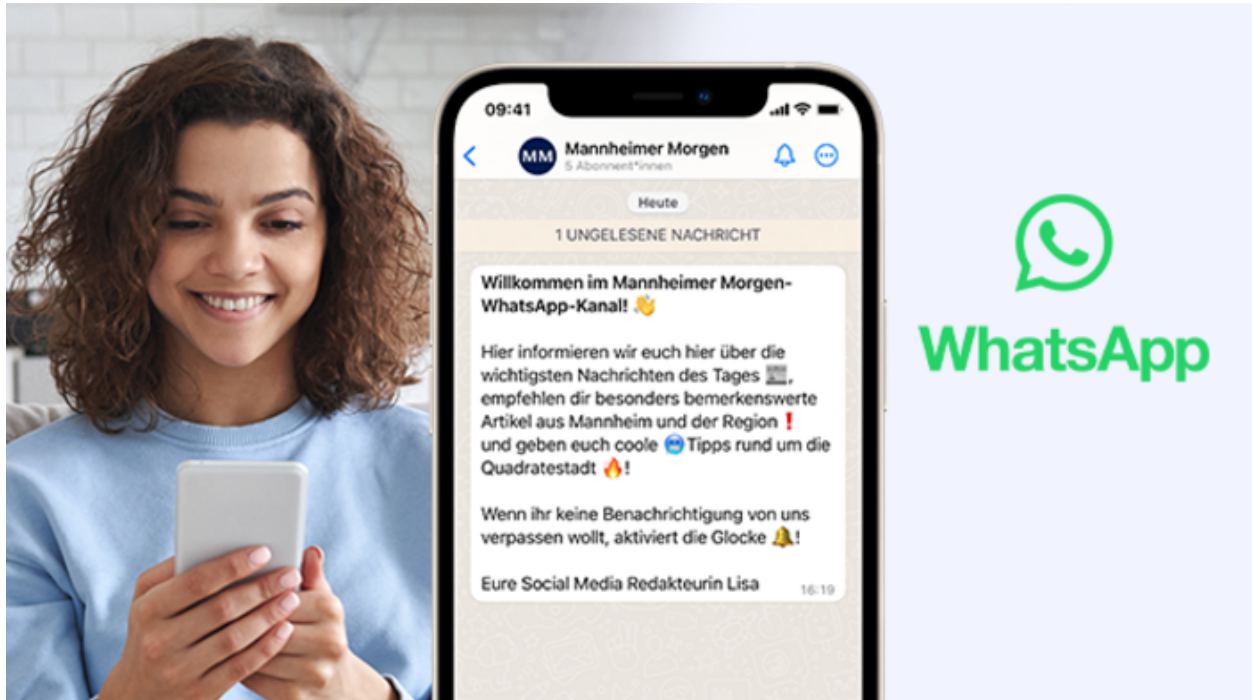 09:41
MM
Mannheimer Morgen
5 Abonnent*innen
Heute
1 UNGELESENE NACHRICHT
Willkommen im Mannheimer Morgen-
WhatsApp-Kanal! 👋
Hier informieren wir euch hier über die
wichtigsten Nachrichten des Tages 📰,
empfehlen dir besonders bemerkenswerte
Artikel aus Mannheim und der Region ❗
und geben euch coole 🥶 Tipps rund um die
Quadratestadt 🔥!
Wenn ihr keine Benachrichtigung von uns
verpassen wollt, aktiviert die Glocke 🔔!
Eure Social Media Redakteurin Lisa
16:19
WhatsApp